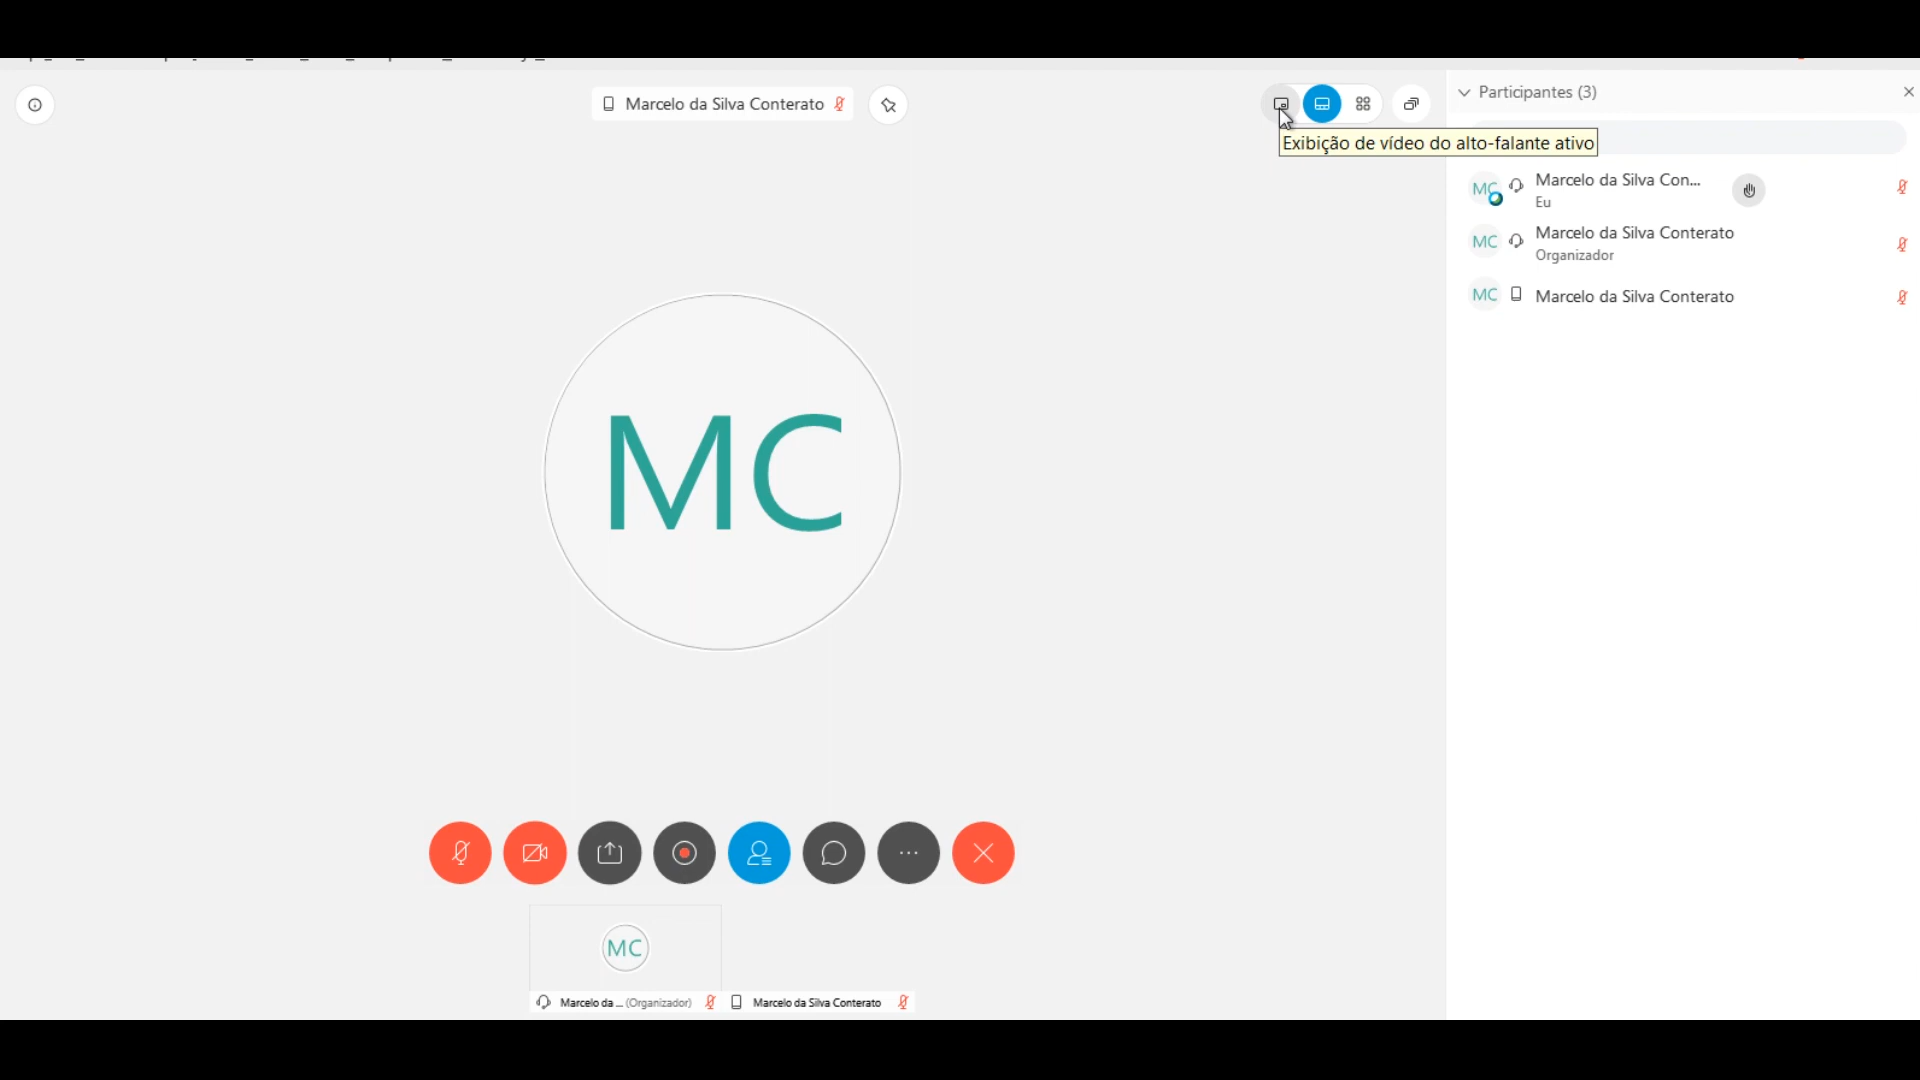 Marcelo da Silva Conterato
Participantes (3)
Exibição de vídeo do alto-falante ativo
MC Marcelo da Silva Con...
Eu
MC Marcelo da Silva Conterato
Organizador
MC Marcelo da Silva Conterato
MC
MC
Marcelo da ... (Organizador) Marcelo da Silva Conterato